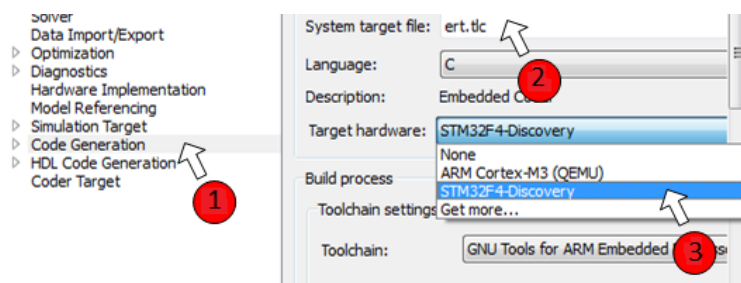 Solver
Data Import/Export
Optimization
Diagnostics
Hardware Implementation
Model Referencing
Simulation Target
Code Generation
HDL Code Generation
Coder Target
1
System target file: ert.tlc
2
Language: C
Description: Embedded
Target hardware: STM32F4-Discovery
None
ARM Cortex-M3 (QEMU)
STM32F4-Discovery
Get more...
3
Build process
Toolchain settings
Toolchain: GNU Tools for ARM Embedded